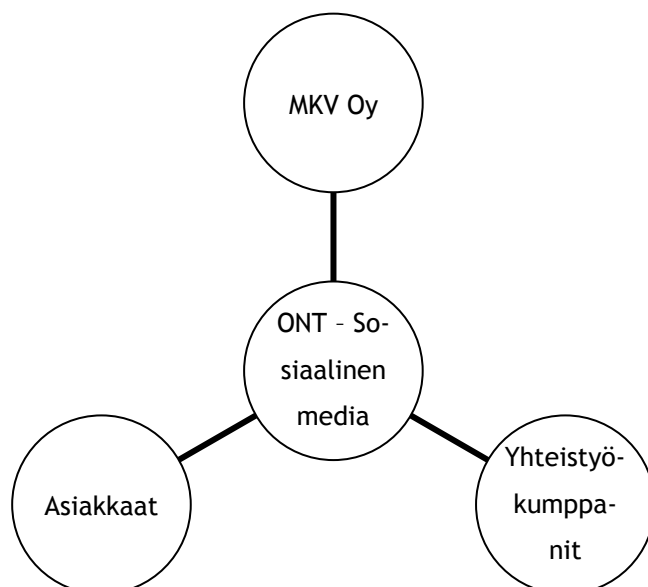 MKV Oy
ONT – So-
siaalinen
media
Asiakkaat
Yhteistyö-
kumppa-
nit